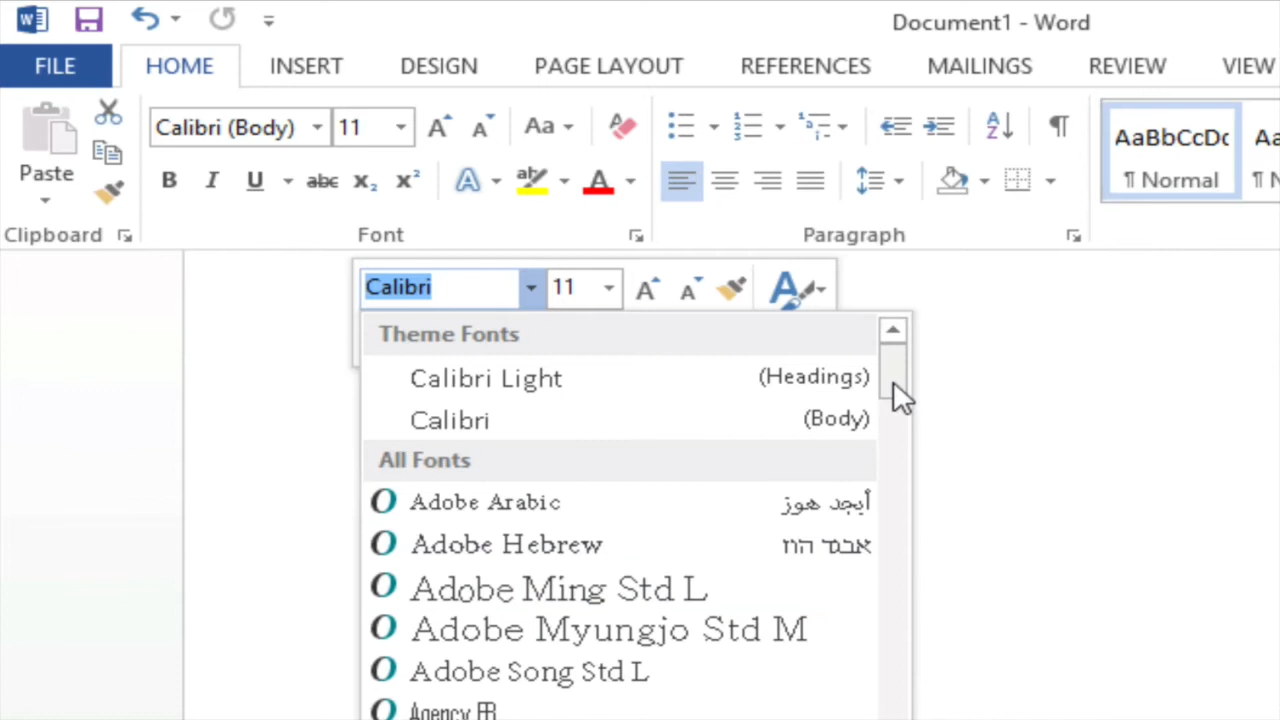 Document1 - Word
FILE HOME INSERT DESIGN PAGE LAYOUT REFERENCES MAILINGS REVIEW VIEW
Paste
Calibri (Body) 11 Aa
AaBbCcDc
¶ Normal
Clipboard Font Paragraph
Calibri 11
Theme Fonts
Calibri Light (Headings)
Calibri (Body)
All Fonts
Adobe Arabic أبجد هوز
Adobe Hebrew אבגד הוז
Adobe Ming Std L
Adobe Myungjo Std M
Adobe Song Std L
Agency FB